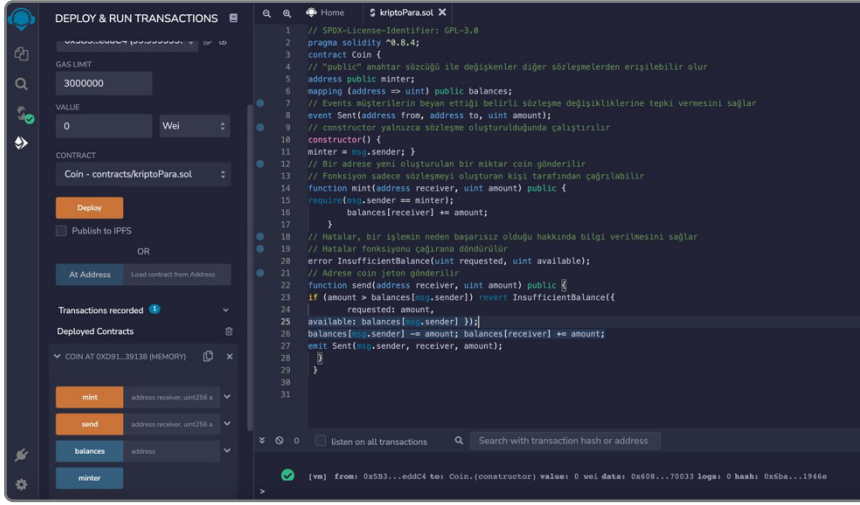 DEPLOY & RUN TRANSACTIONS
GAS LIMIT
3000000
VALUE
0 Wei
CONTRACT
Coin - contracts/kriptoPara.sol
Deploy
Publish to IPFS
OR
At Address Load contract from Address
Transactions recorded 1
Deployed Contracts
COIN AT 0XD91...39138 (MEMORY)
mint address receiver, uint256 a
send address receiver, uint256 a
balances address
minter
Home kriptoPara.sol
1 // SPDX-License-Identifier: GPL-3.0
2 pragma solidity ^0.8.4;
3 contract Coin {
4 // "public" anahtar sözcüğü ile değişkenler diğer sözleşmelerden erişilebilir olur
5 address public minter;
6 mapping (address => uint) public balances;
7 // Events müşterilerin beyan ettiği belirli sözleşme değişikliklerine tepki vermesini sağlar
8 event Sent(address from, address to, uint amount);
9 // constructor yalnızca sözleşme oluşturulduğunda çalıştırılır
10 constructor() {
11 minter = msg.sender; }
12 // Bir adrese yeni oluşturulan bir miktar coin gönderilir
13 // Fonksiyon sadece sözleşmeyi oluşturan kişi tarafından çağrılabilir
14 function mint(address receiver, uint amount) public {
15 require(msg.sender == minter);
16 balances[receiver] += amount;
17 }
18 // Hatalar, bir işlemin neden başarısız olduğu hakkında bilgi verilmesini sağlar
19 // Hatalar fonksiyonu çağırana döndürülür
20 error InsufficientBalance(uint requested, uint available);
21 // Adrese coin jeton gönderilir
22 function send(address receiver, uint amount) public {
23 if (amount > balances[msg.sender]) revert InsufficientBalance({
24 requested: amount,
25 available: balances[msg.sender] });
26 balances[msg.sender] -= amount; balances[receiver] += amount;
27 emit Sent(msg.sender, receiver, amount);
28 }
29 }
30
31
0 listen on all transactions Search with transaction hash or address
[vm] from: 0x5B3...eddC4 to: Coin.(constructor) value: 0 wei data: 0x608...70033 logs: 0 hash: 0x6ba...1946e
>